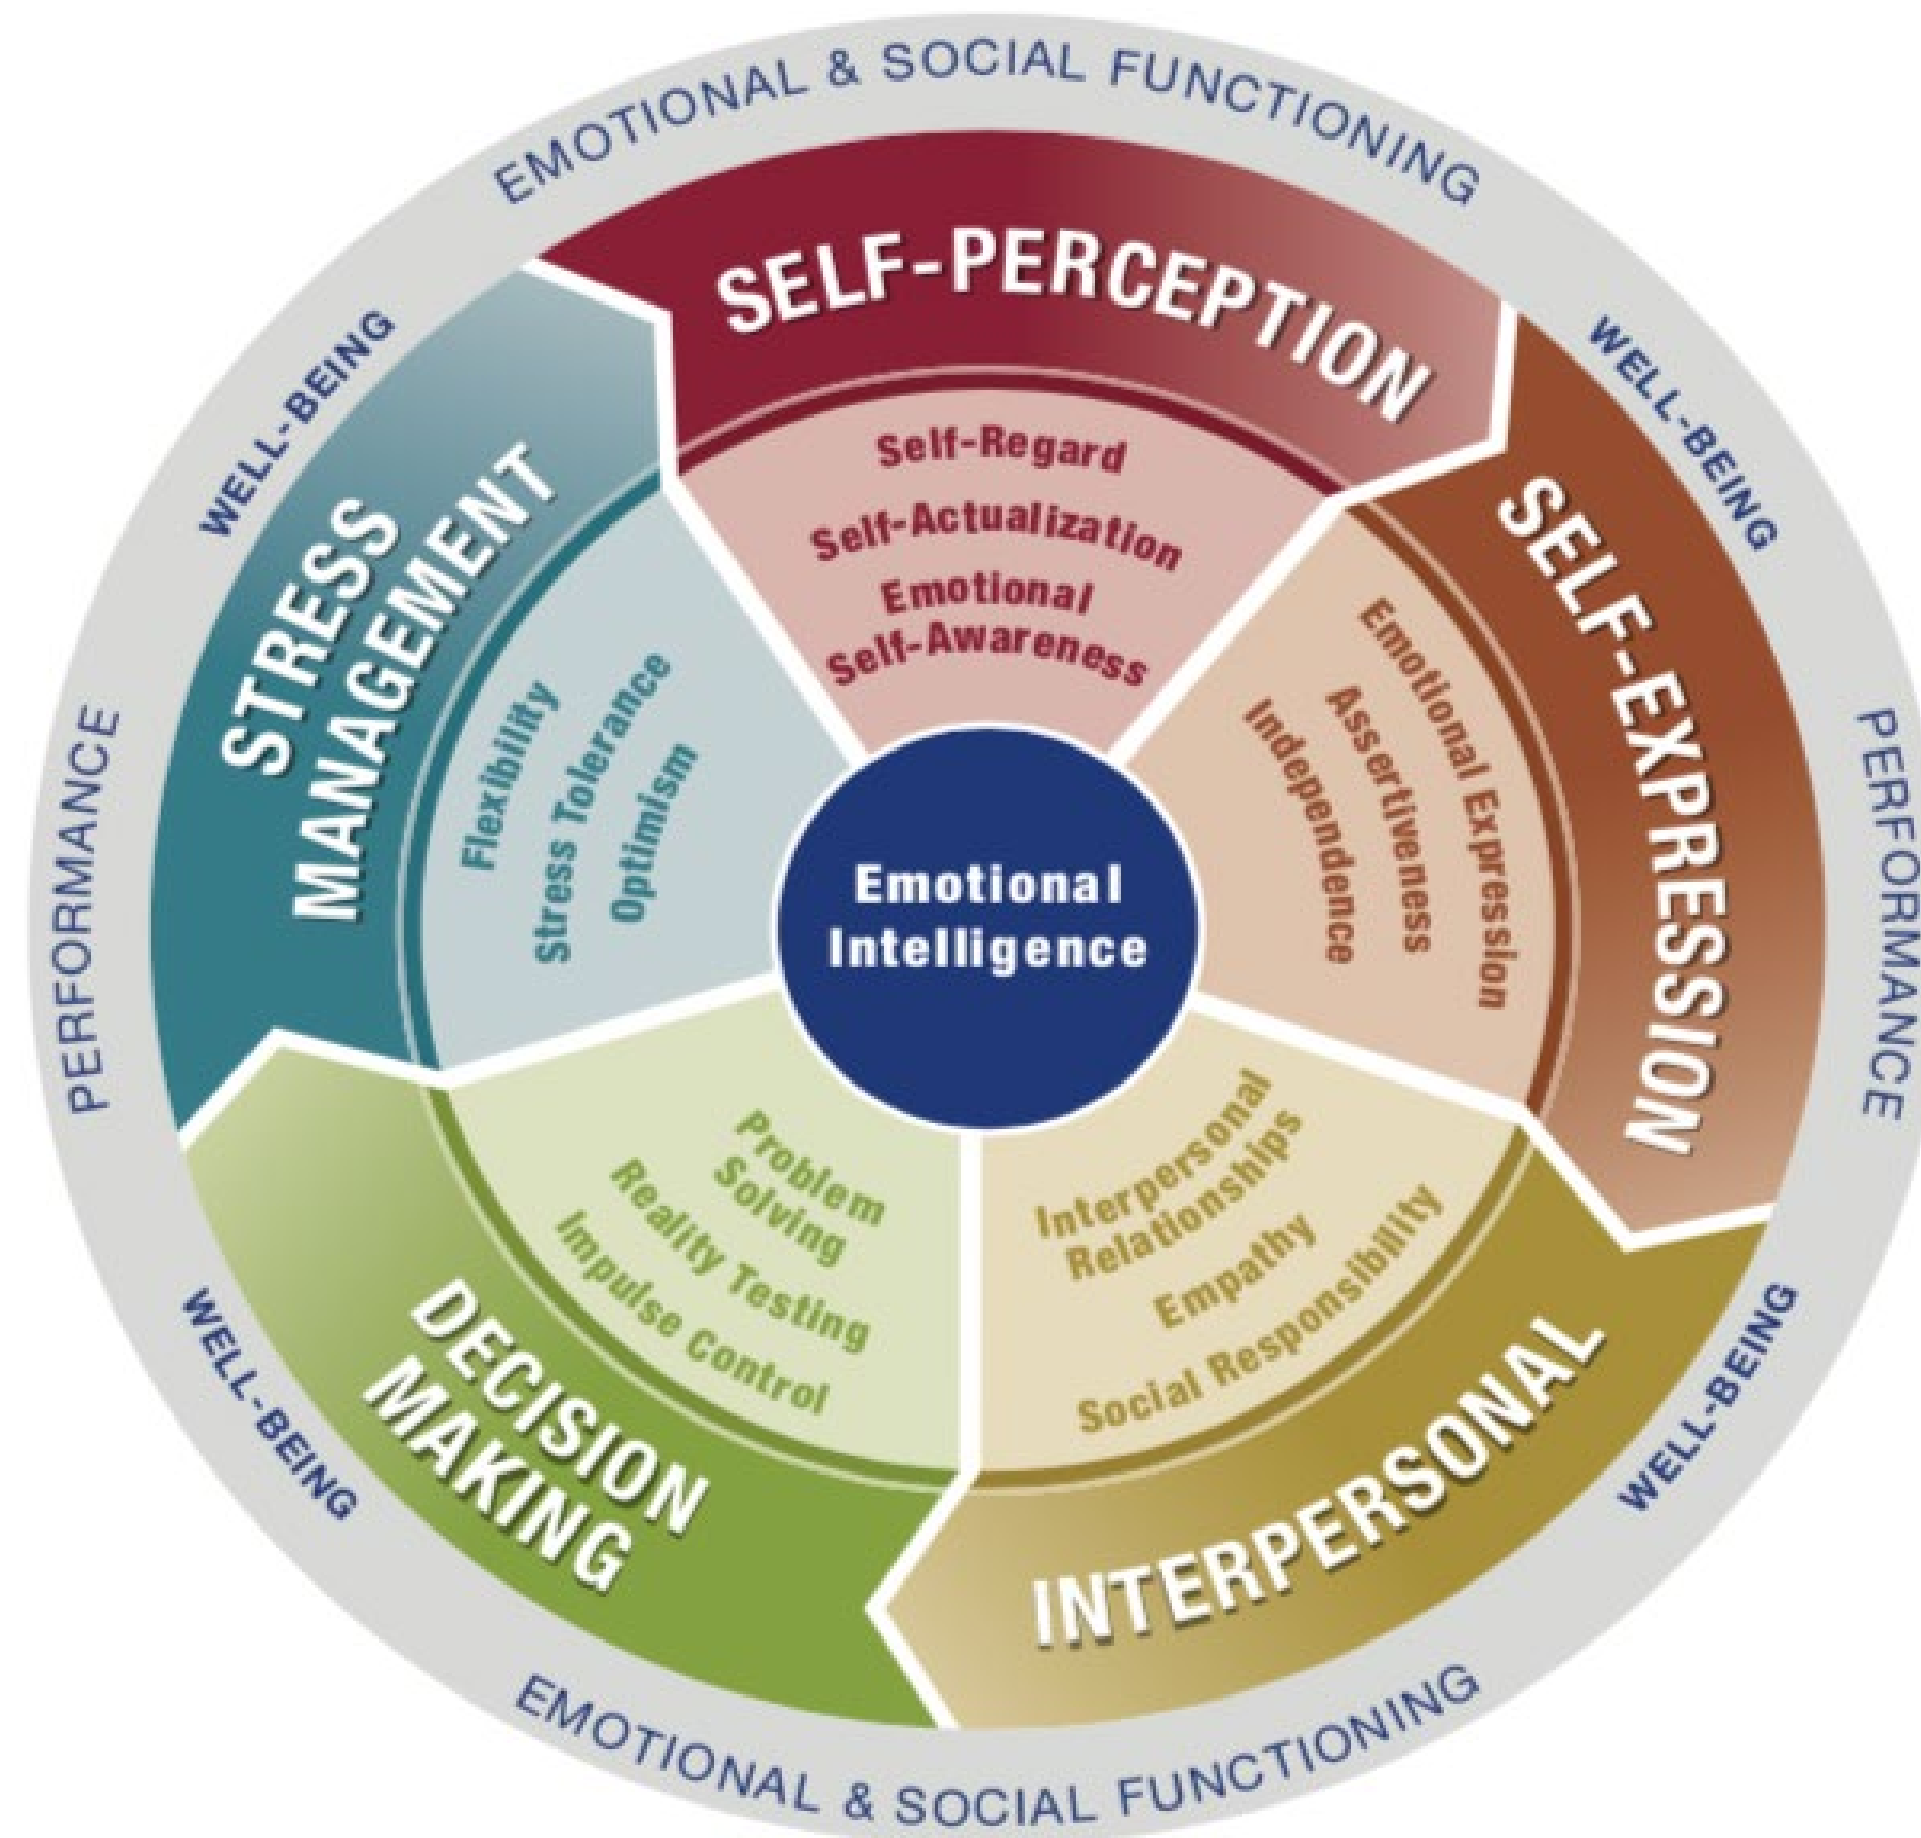 EMOTIONAL & SOCIAL FUNCTIONING
WELL-BEING
WELL-BEING
PERFORMANCE
PERFORMANCE
SELF-PERCEPTION
Self-Regard
Self-Actualization
Emotional
Self-Awareness
SELF-EXPRESSION
Emotional Expression
Assertiveness
Independence
STRESS
MANAGEMENT
Flexibility
Stress Tolerance
Optimism
Emotional
Intelligence
Interpersonal
Relationships
Empathy
Social Responsibility
INTERPERSONAL
Problem
Solving
Reality Testing
Impulse Control
DECISION
MAKING
WELL-BEING
WELL-BEING
EMOTIONAL & SOCIAL FUNCTIONING